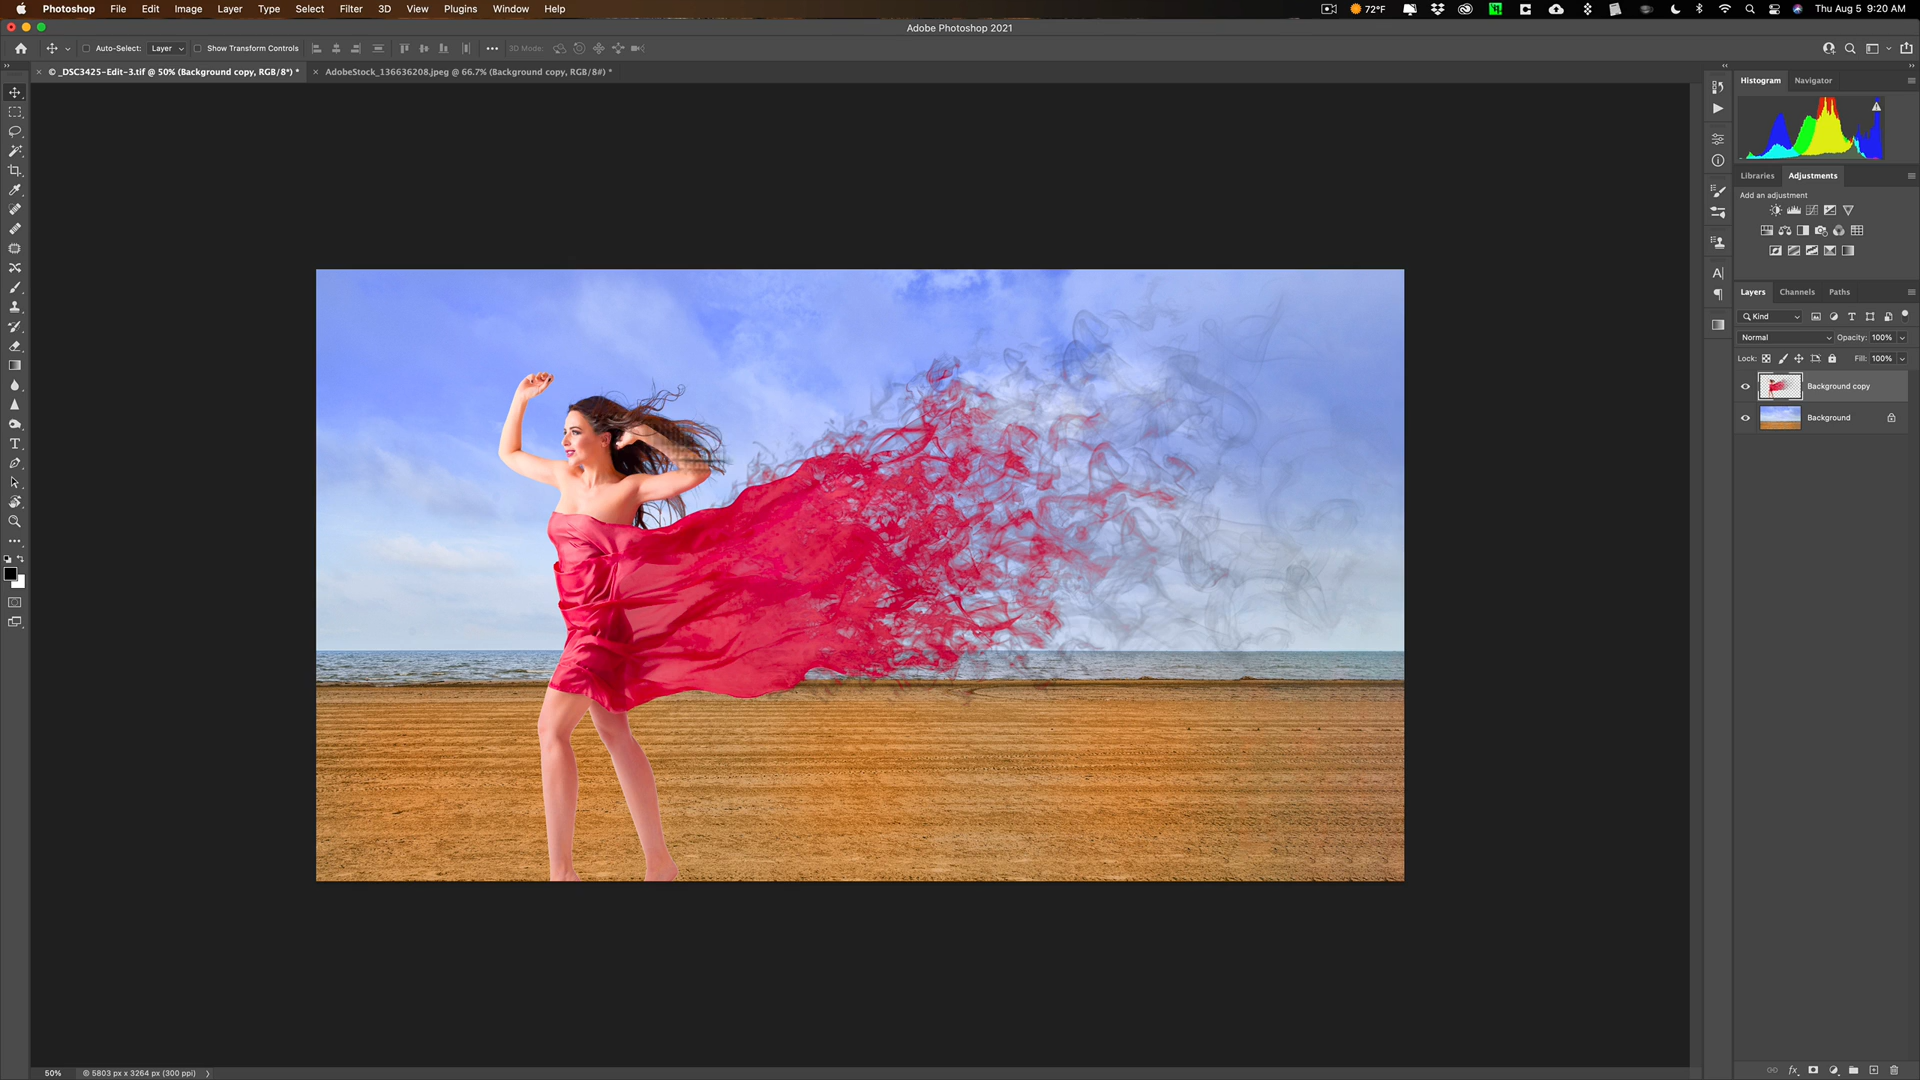 Photoshop File Edit Image Layer Type Select Filter 3D View Plugins Window Help 72°F Thu Aug 5 9:20 AM
Adobe Photoshop 2021
Auto-Select: Layer Show Transform Controls 3D Mode:
© _DSC3425-Edit-3.tif @ 50% (Background copy, RGB/8*) * AdobeStock_136636208.jpeg @ 66.7% (Background copy, RGB/8#) *
Histogram Navigator
Libraries Adjustments
Add an adjustment
Layers Channels Paths
Kind
Normal Opacity: 100%
Lock: Fill: 100%
Background copy
Background
50% 5803 px x 3264 px (300 ppi)